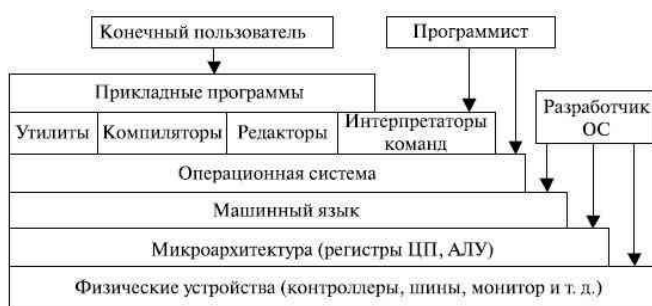 Конечный пользователь
Программист
Прикладные программы
Разработчик
ОС
Утилиты
Компиляторы
Редакторы
Интерпретаторы
команд
Операционная система
Машинный язык
Микроархитектура (регистры ЦП, АЛУ)
Физические устройства (контроллеры, шины, монитор и т. д.)